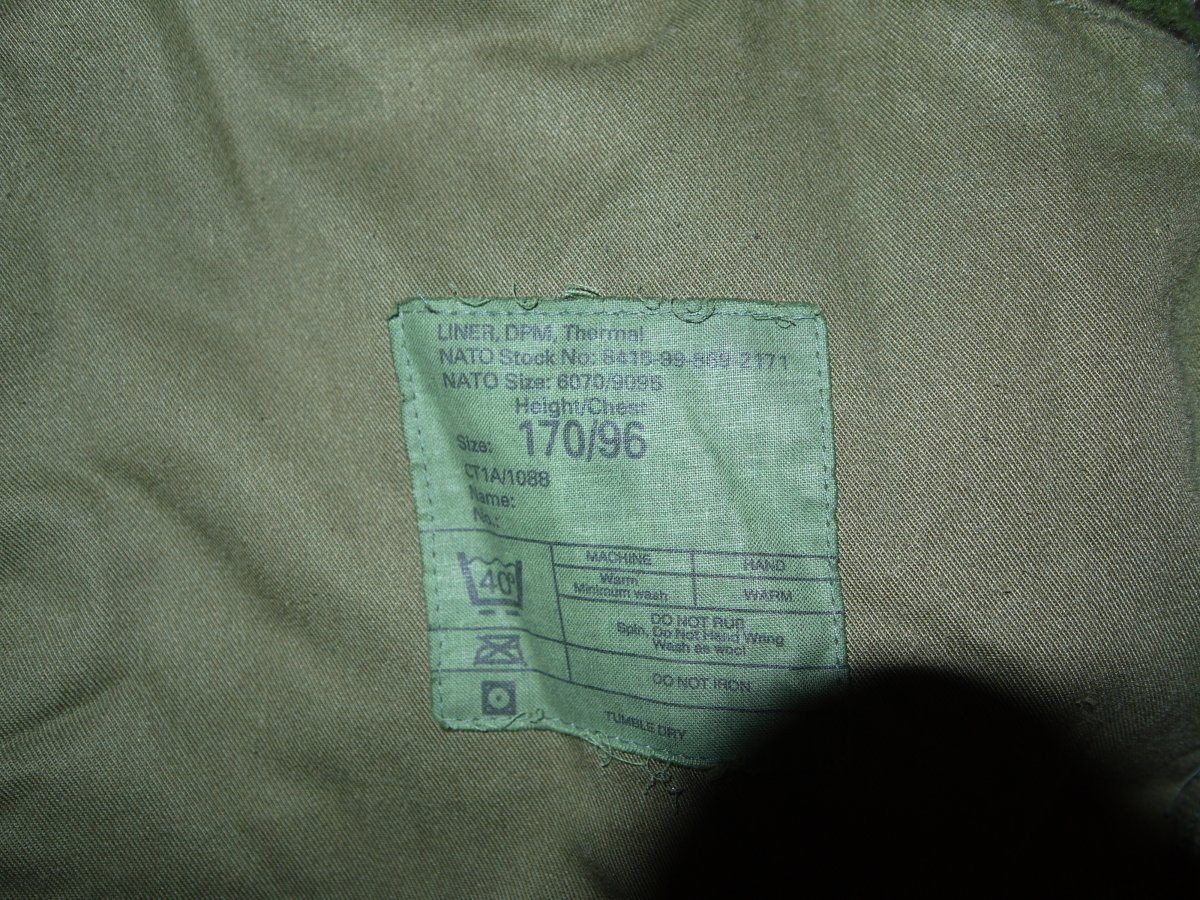 LINER, DPM, Thermal
NATO Stock No: 8415-99-869-2171
NATO Size: 6070/9096
Height/Chest
Size: 170/96
CT1A/1088
Name:
No.:
40°
MACHINE HAND
Warm
Minimum wash WARM
DO NOT RUB
Spin. Do Not Hand Wring
Wash as wool
DO NOT IRON
TUMBLE DRY